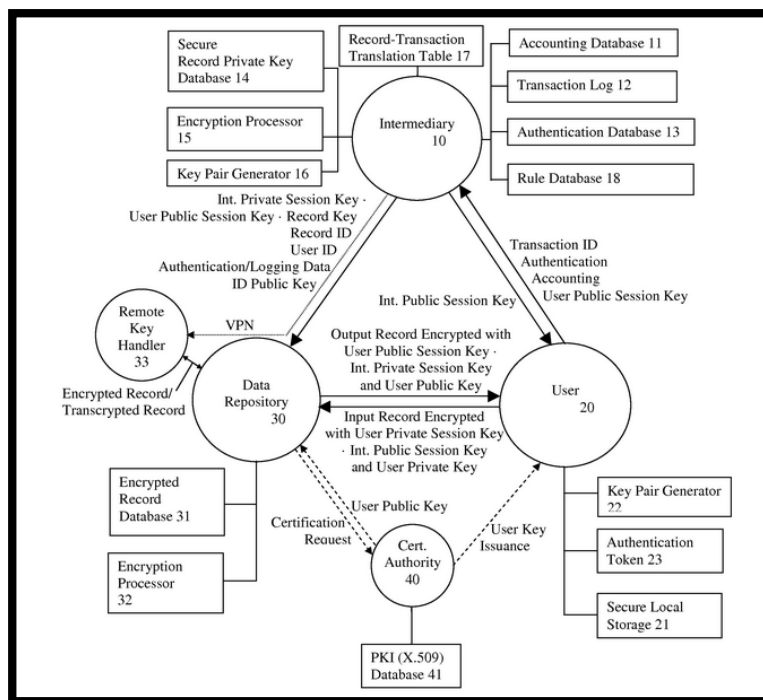 Secure
Record Private Key
Database 14
Record-Transaction
Translation Table 17
Accounting Database 11
Transaction Log 12
Encryption Processor
15
Intermediary
10
Authentication Database 13
Key Pair Generator 16
Rule Database 18
Int. Private Session Key ·
User Public Session Key · Record Key
Record ID
User ID
Authentication/Logging Data
ID Public Key
Transaction ID
Authentication
Accounting
User Public Session Key
Int. Public Session Key
Remote
Key
Handler
33
VPN
Encrypted Record/
Transcrypted Record
Output Record Encrypted with
User Public Session Key ·
Int. Private Session Key
and User Public Key
Data
Repository
30
User
20
Input Record Encrypted
with User Private Session Key
· Int. Public Session Key
and User Private Key
Encrypted
Record
Database 31
Encryption
Processor
32
User Public Key
Certification
Request
User Key
Issuance
Cert.
Authority
40
Key Pair Generator
22
Authentication
Token 23
Secure Local
Storage 21
PKI (X.509)
Database 41